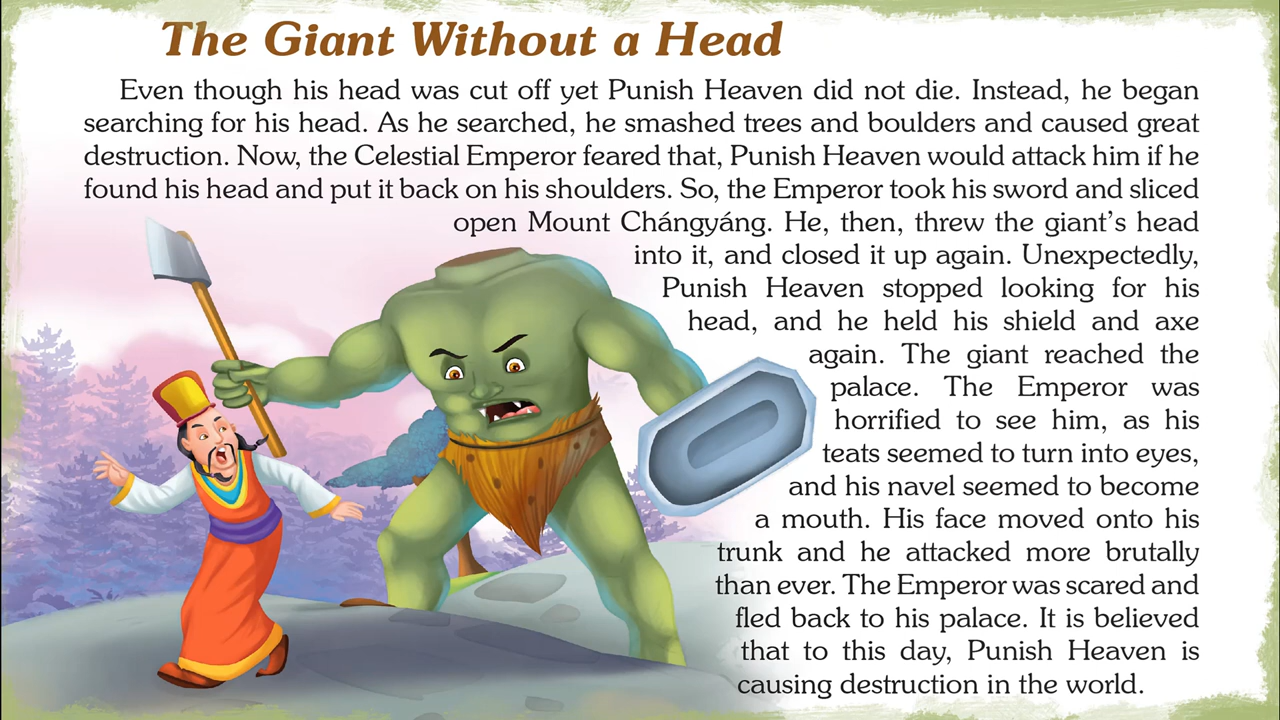 The Giant Without a Head
Even though his head was cut off yet Punish Heaven did not die. Instead, he began
searching for his head. As he searched, he smashed trees and boulders and caused great
destruction. Now, the Celestial Emperor feared that, Punish Heaven would attack him if he
found his head and put it back on his shoulders. So, the Emperor took his sword and sliced
open Mount Chángyáng. He, then, threw the giant’s head
into it, and closed it up again. Unexpectedly,
Punish Heaven stopped looking for his
head, and he held his shield and axe
again. The giant reached the
palace. The Emperor was
horrified to see him, as his
teats seemed to turn into eyes,
and his navel seemed to become
a mouth. His face moved onto his
trunk and he attacked more brutally
than ever. The Emperor was scared and
fled back to his palace. It is believed
that to this day, Punish Heaven is
causing destruction in the world.